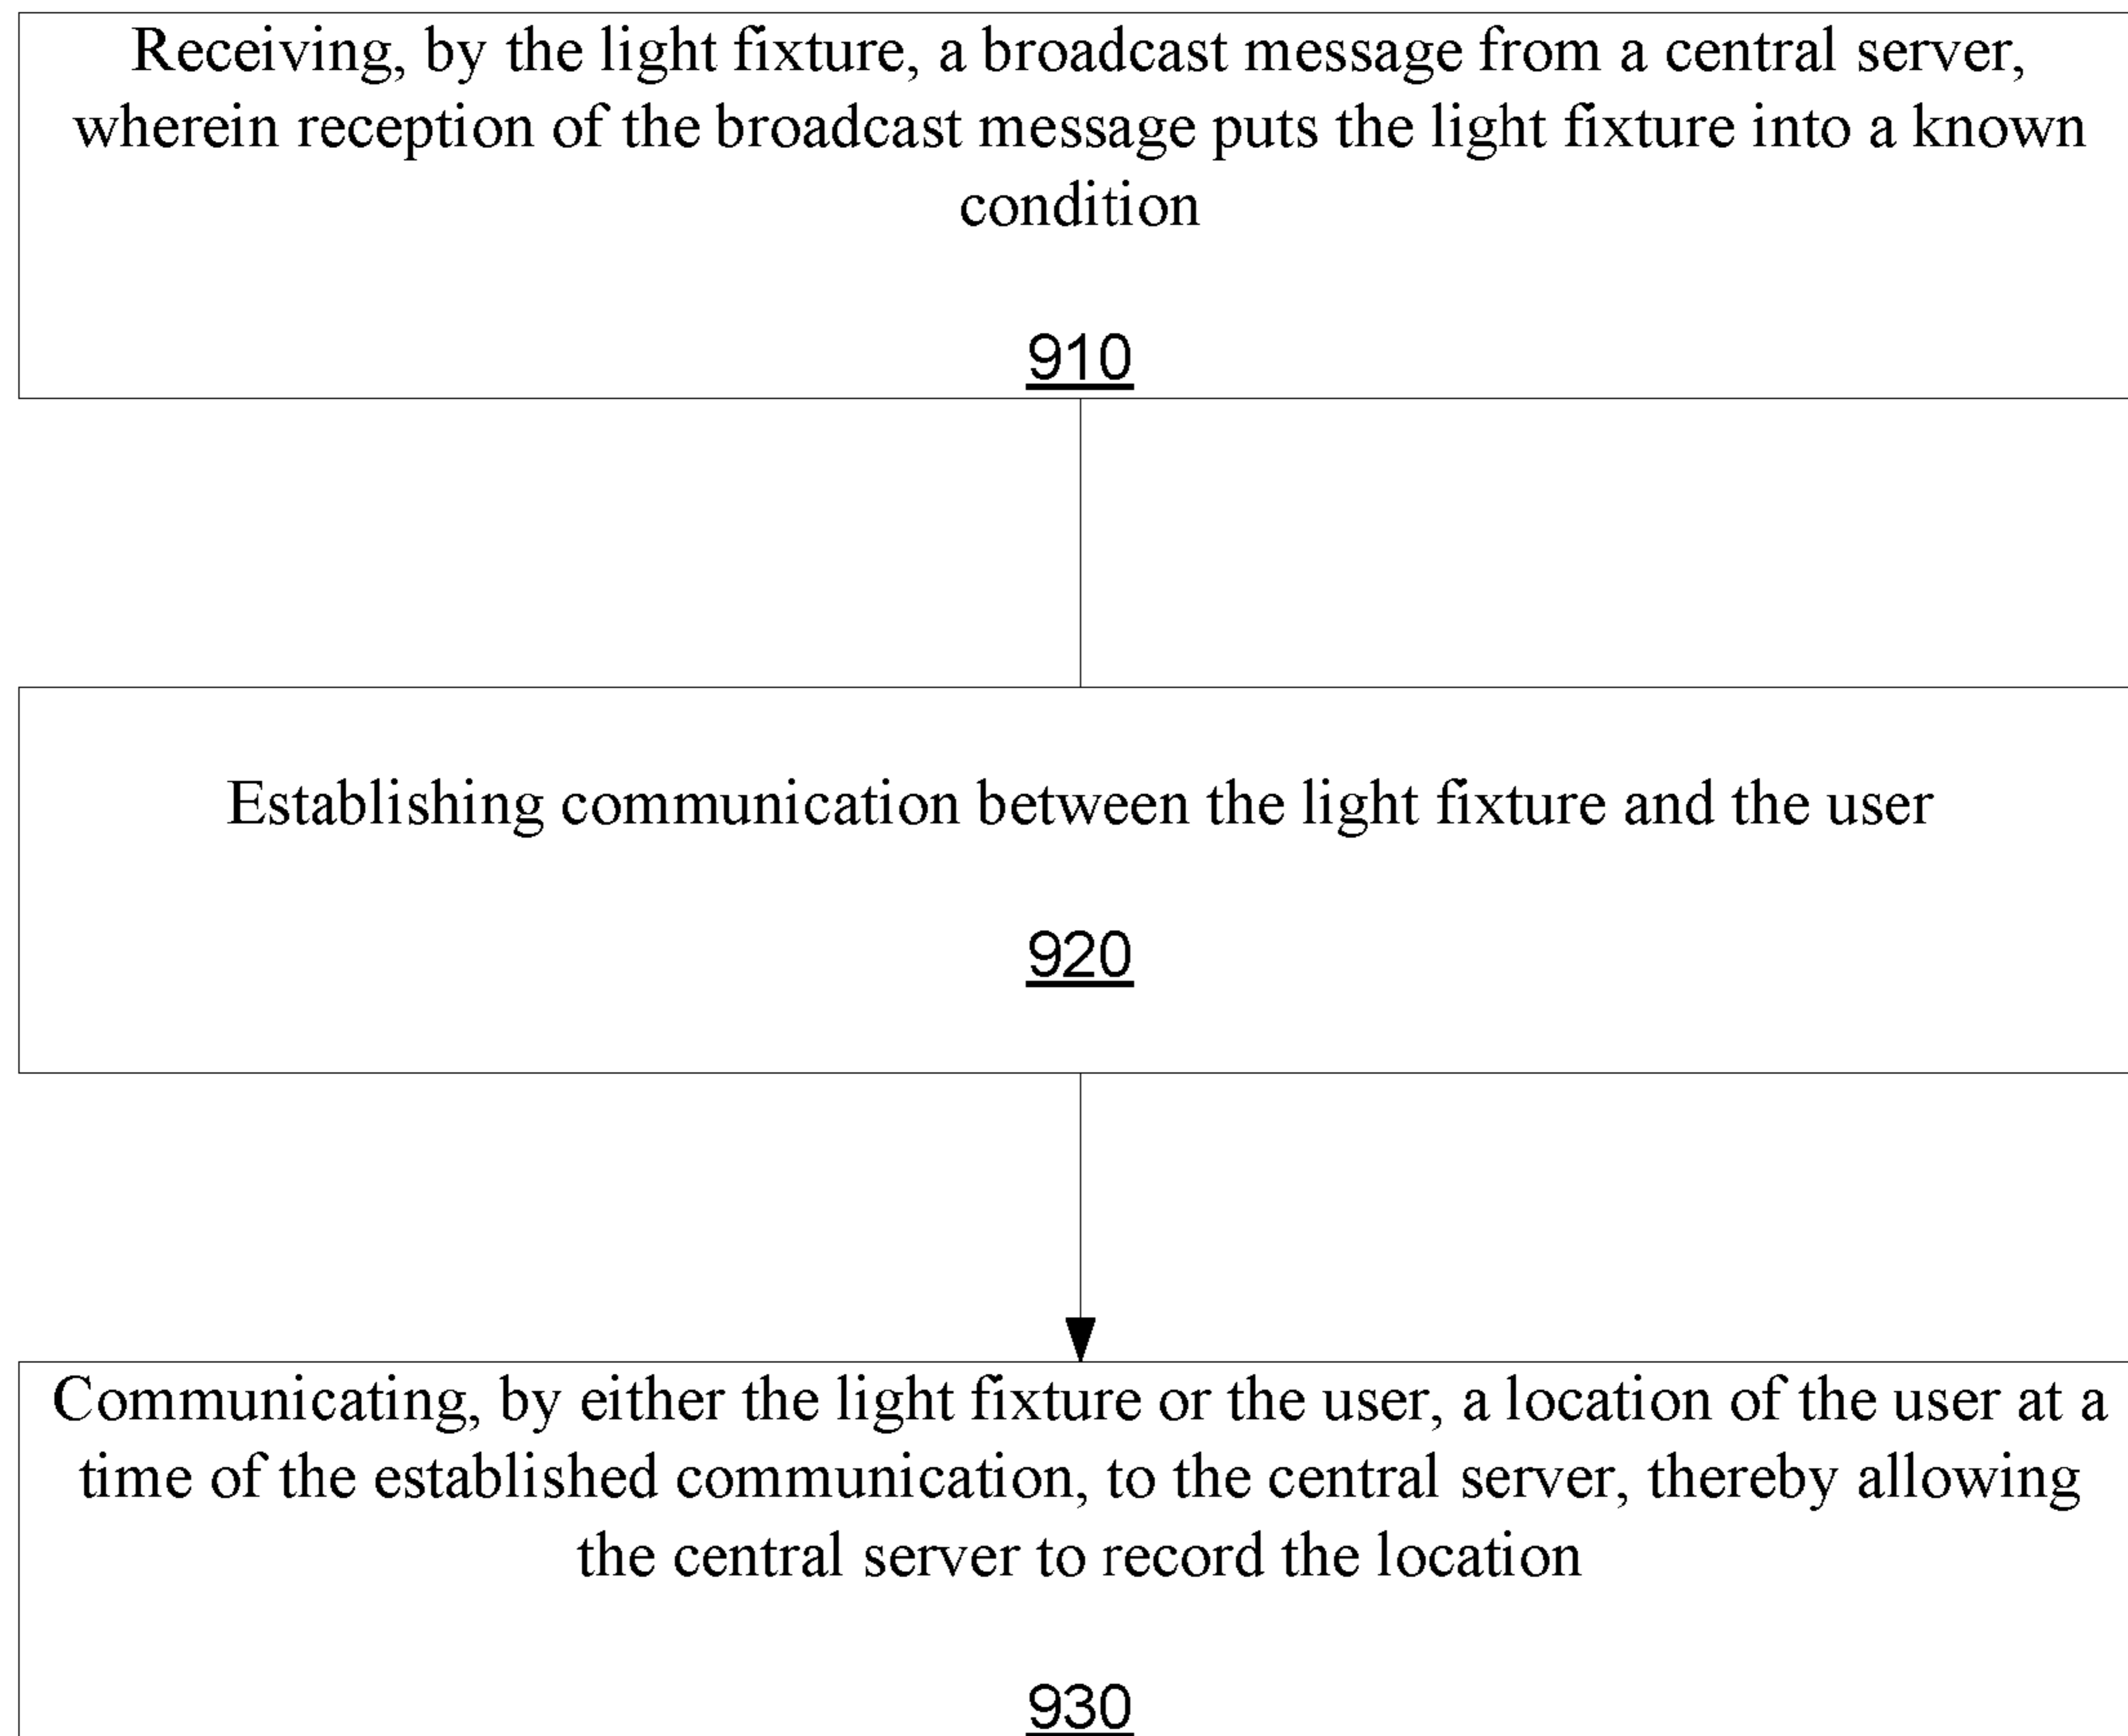 Receiving, by the light fixture, a broadcast message from a central server,
wherein reception of the broadcast message puts the light fixture into a known
condition
910
Establishing communication between the light fixture and the user
920
Communicating, by either the light fixture or the user, a location of the user at a
time of the established communication, to the central server, thereby allowing
the central server to record the location
930